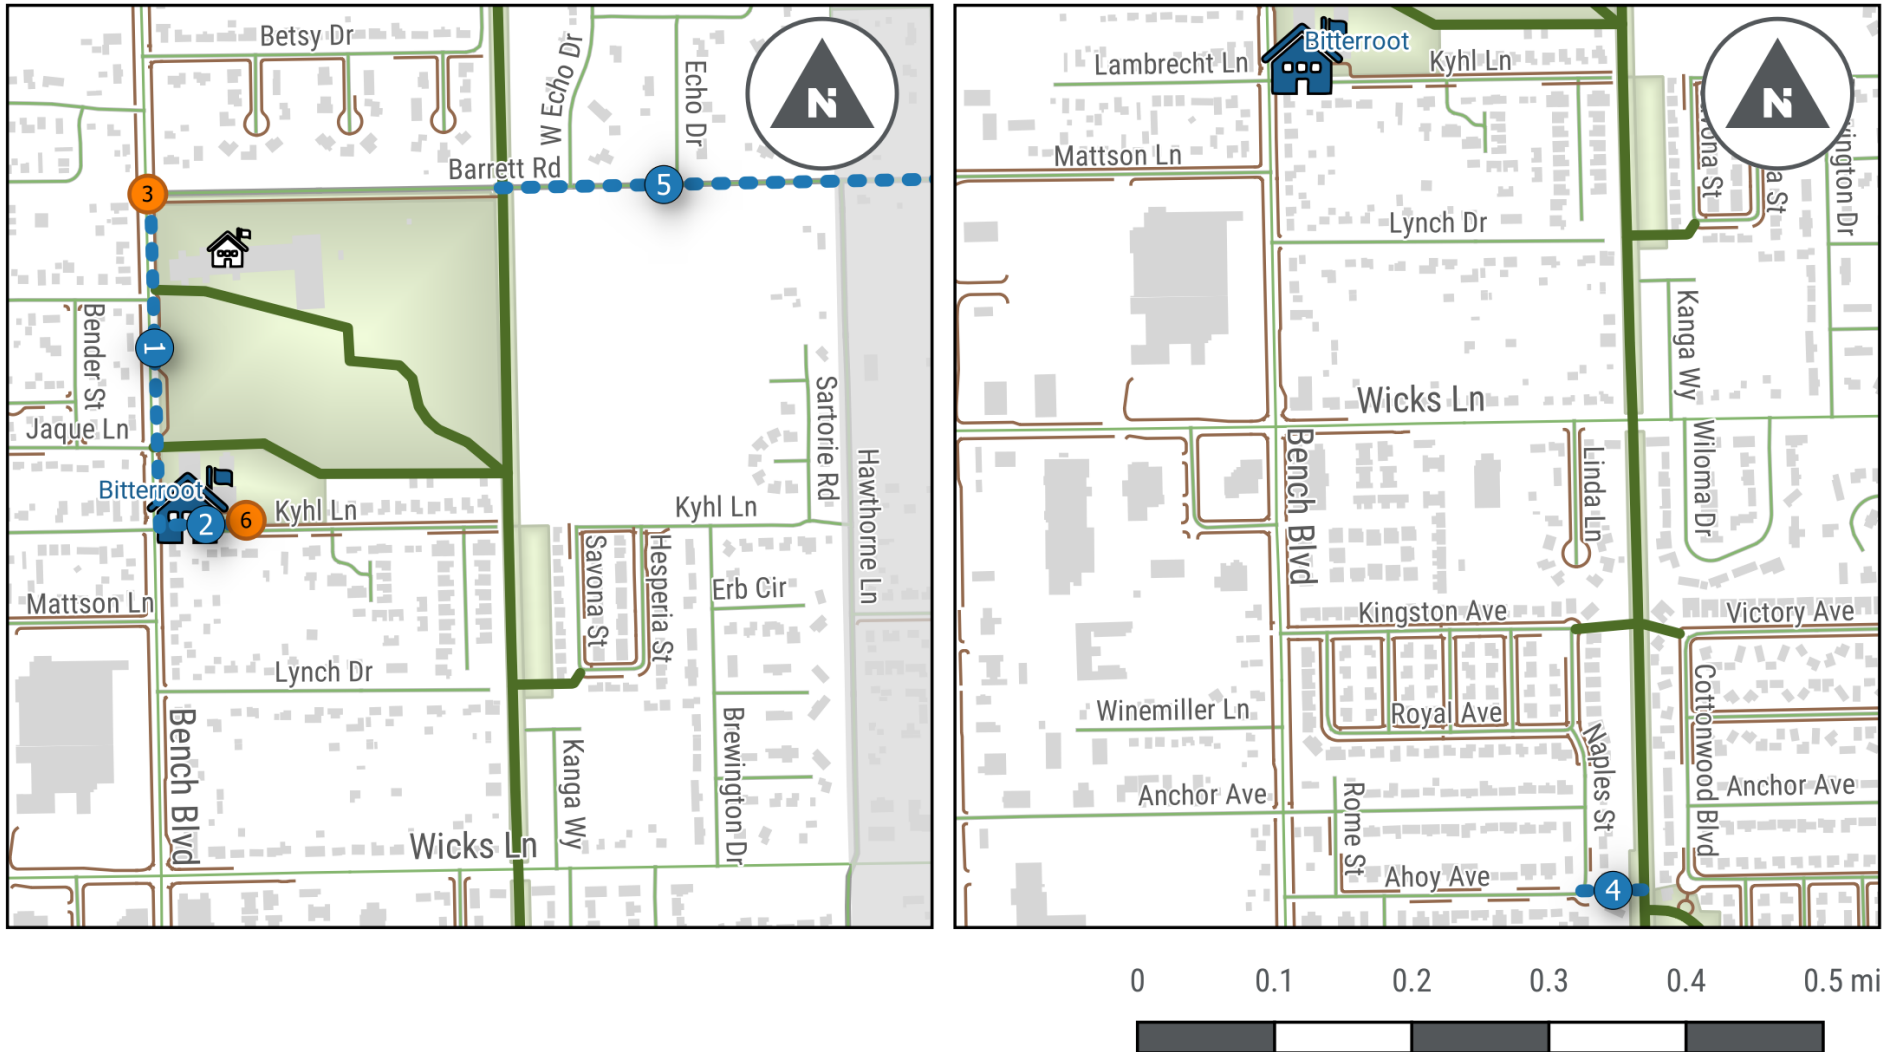 Betsy Dr
W Echo Dr
Echo Dr
N
Barrett Rd
5
3
Bender St
1
Jaque Ln
Bitterroot
2
6
Kyhl Ln
Kyhl Ln
Sartorie Rd
Hawthorne Ln
Savona St
Hesperia St
Erb Cir
Mattson Ln
Lynch Dr
Bench Blvd
Kanga Wy
Brewington Dr
Wicks Ln
Bitterroot
Lambrecht Ln
Kyhl Ln
N
Mattson Ln
Lynch Dr
Kanga Wy
Wicks Ln
Bench Blvd
Linda Ln
Wiloma Dr
Kingston Ave
Victory Ave
Winemiller Ln
Royal Ave
Naples St
Cottonwood Blvd
Anchor Ave
Rome St
Anchor Ave
Ahoy Ave
4
0 0.1 0.2 0.3 0.4 0.5 mi